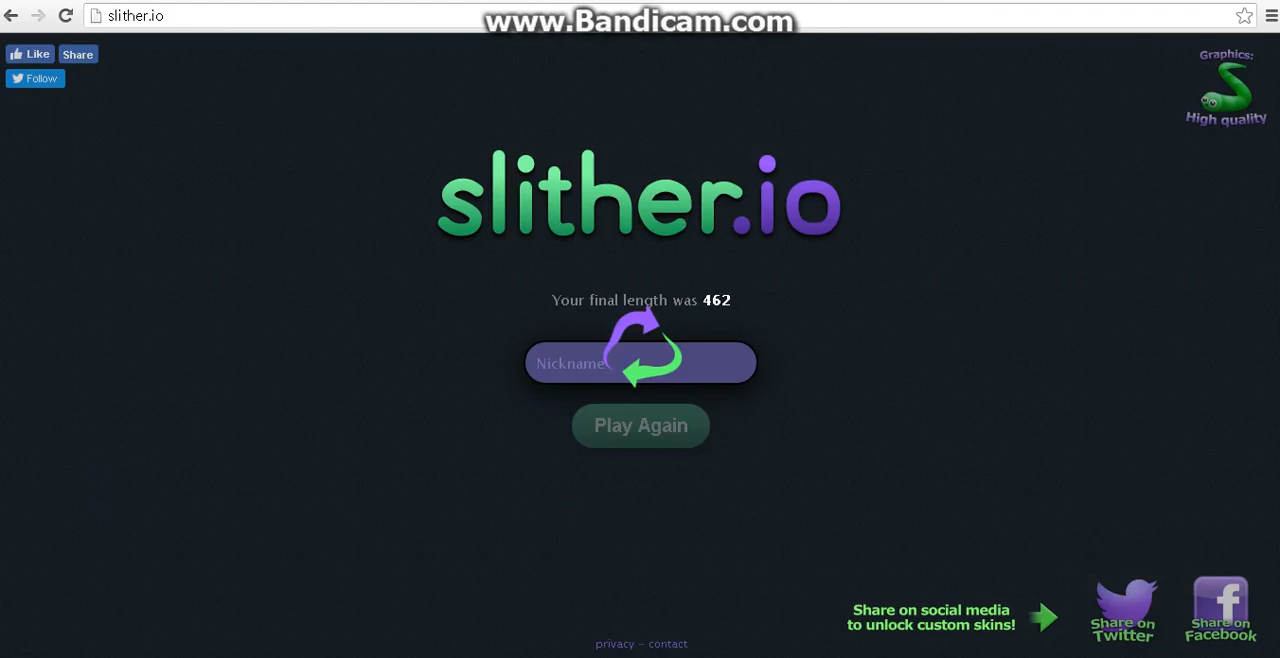 slither.io
www.Bandicam.com
Like Share
Follow
Graphics:
High quality
slither.io
Your final length was 462
Nickname
Play Again
Share on social media
to unlock custom skins!
Share on
Twitter
Share on
Facebook
privacy – contact